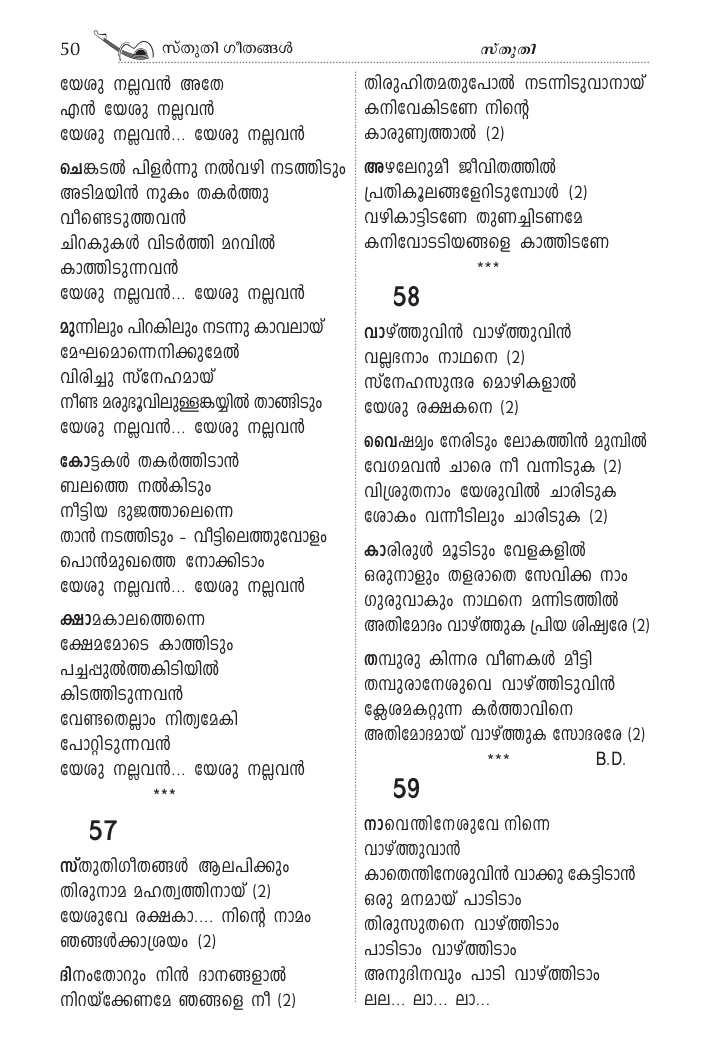 50 സ്തുതി ഗീതങ്ങൾ സ്തുതി
യേശു നല്ലവൻ അതേ
എൻ യേശു നല്ലവൻ
യേശു നല്ലവൻ... യേശു നല്ലവൻ
ചെങ്കടൽ പിളർന്നു നൽവഴി നടത്തിടും
അടിമയിൻ നുകം തകർത്തു
വീണ്ടെടുത്തവൻ
ചിറകുകൾ വിടർത്തി മറവിൽ
കാത്തിടുന്നവൻ
യേശു നല്ലവൻ... യേശു നല്ലവൻ
മുന്നിലും പിറകിലും നടന്നു കാവലായ്
മേഘമൊന്നെനിക്കുമേൽ
വിരിച്ചു സ്നേഹമായ്
നീണ്ട മരുഭൂവിലുള്ളങ്കയ്യിൽ താങ്ങിടും
യേശു നല്ലവൻ... യേശു നല്ലവൻ
കോട്ടകൾ തകർത്തിടാൻ
ബലത്തെ നൽകിടും
നീട്ടിയ ഭുജത്താലെന്നെ
താൻ നടത്തിടും – വീട്ടിലെത്തുവോളം
പൊൻമുഖത്തെ നോക്കിടാം
യേശു നല്ലവൻ... യേശു നല്ലവൻ
ക്ഷാമകാലത്തെന്നെ
ക്ഷേമമോടെ കാത്തിടും
പച്ചപ്പുൽത്തകിടിയിൽ
കിടത്തിടുന്നവൻ
വേണ്ടതെല്ലാം നിത്യമേകി
പോറ്റിടുന്നവൻ
യേശു നല്ലവൻ... യേശു നല്ലവൻ
***
57
സ്തുതിഗീതങ്ങൾ ആലപിക്കും
തിരുനാമ മഹത്വത്തിനായ് (2)
യേശുവേ രക്ഷകാ.... നിന്റെ നാമം
ഞങ്ങൾക്കാശ്രയം (2)
ദിനംതോറും നിൻ ദാനങ്ങളാൽ
നിറയ്ക്കേണമേ ഞങ്ങളെ നീ (2)
തിരുഹിതമതുപോൽ നടന്നിടുവാനായ്
കനിവേകിടണേ നിന്റെ
കാരുണ്യത്താൽ (2)
അഴലേറുമീ ജീവിതത്തിൽ
പ്രതികൂലങ്ങളേറിടുമ്പോൾ (2)
വഴികാട്ടിടണേ തുണച്ചിടണമേ
കനിവോടടിയങ്ങളെ കാത്തിടണേ
***
58
വാഴ്ത്തുവിൻ വാഴ്ത്തുവിൻ
വല്ലഭനാം നാഥനെ (2)
സ്നേഹസുന്ദര മൊഴികളാൽ
യേശു രക്ഷകനെ (2)
വൈഷമ്യം നേരിടും ലോകത്തിൻ മുമ്പിൽ
വേഗമവൻ ചാരെ നീ വന്നിടുക (2)
വിശ്രുതനാം യേശുവിൽ ചാരിടുക
ശോകം വന്നീടിലും ചാരിടുക (2)
കാരിരുൾ മൂടിടും വേളകളിൽ
ഒരുനാളും തളരാതെ സേവിക്ക നാം
ഗുരുവാകും നാഥനെ മന്നിടത്തിൽ
അതിമോദം വാഴ്ത്തുക പ്രിയ ശിഷ്യരേ (2)
തമ്പുരു കിന്നര വീണകൾ മീട്ടി
തമ്പുരാനേശുവെ വാഴ്ത്തിടുവിൻ
ക്ലേശമകറ്റുന്ന കർത്താവിനെ
അതിമോദമായ് വാഴ്ത്തുക സോദരരേ (2)
*** B.D.
59
നാവെന്തിനേശുവേ നിന്നെ
വാഴ്ത്തുവാൻ
കാതെന്തിനേശുവിൻ വാക്കു കേട്ടിടാൻ
ഒരു മനമായ് പാടിടാം
തിരുസുതനെ വാഴ്ത്തിടാം
പാടിടാം വാഴ്ത്തിടാം
അനുദിനവും പാടി വാഴ്ത്തിടാം
ലല... ലാ... ലാ...